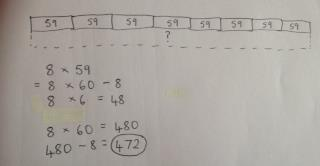 59 59 59 59 59 59 59 59
?
8 × 59
= 8 × 60 - 8
8 × 6 = 48
8 × 60 = 480
480 - 8 = 472